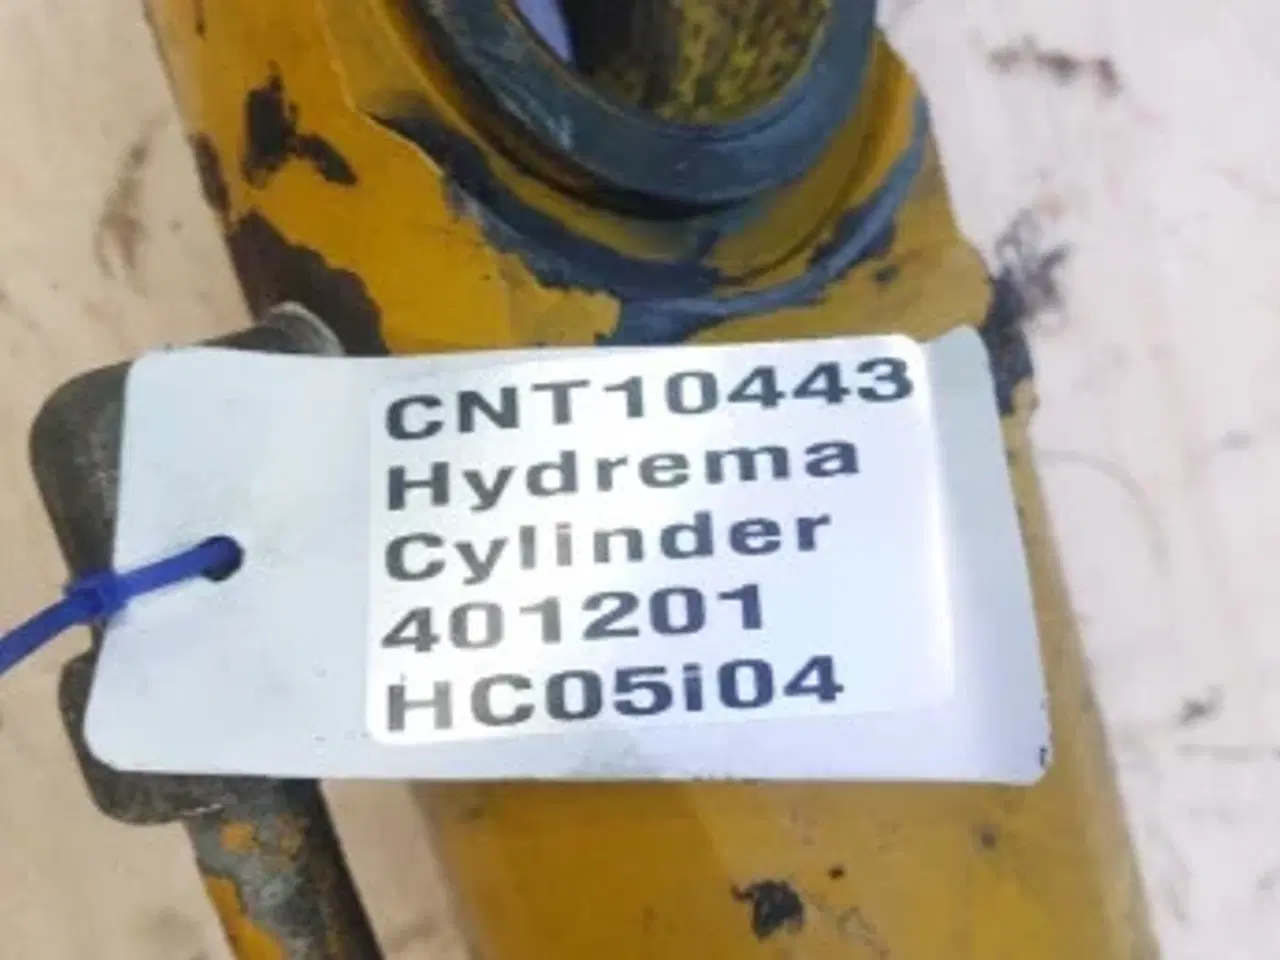 CNT10443
Hydrema
Cylinder
401201
HC05i04